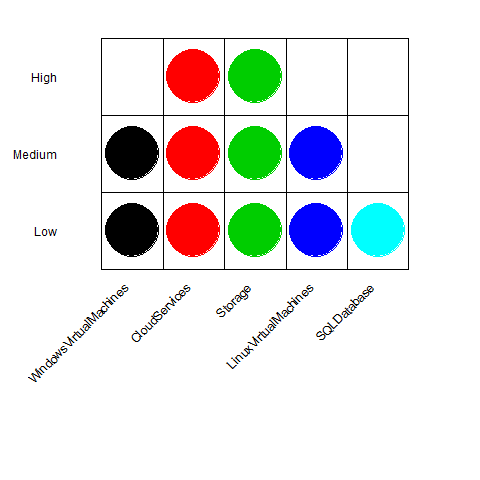 High
Medium
Low
WindowsVirtualMachines
CloudServices
Storage
LinuxVirtualMachines
SQLDatabase